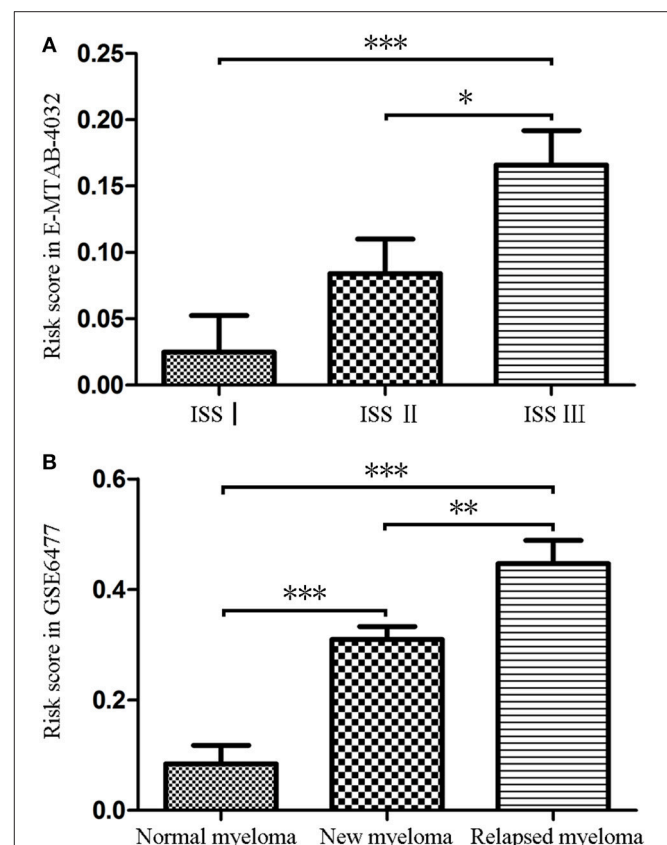 A
Risk score in E-MTAB-4032
0.25
0.20
0.15
0.10
0.05
0.00
***
*
ISS Ⅰ
ISS Ⅱ
ISS Ⅲ
B
Risk score in GSE6477
0.6
0.4
0.2
0.0
***
**
***
Normal myeloma
New myeloma
Relapsed myeloma